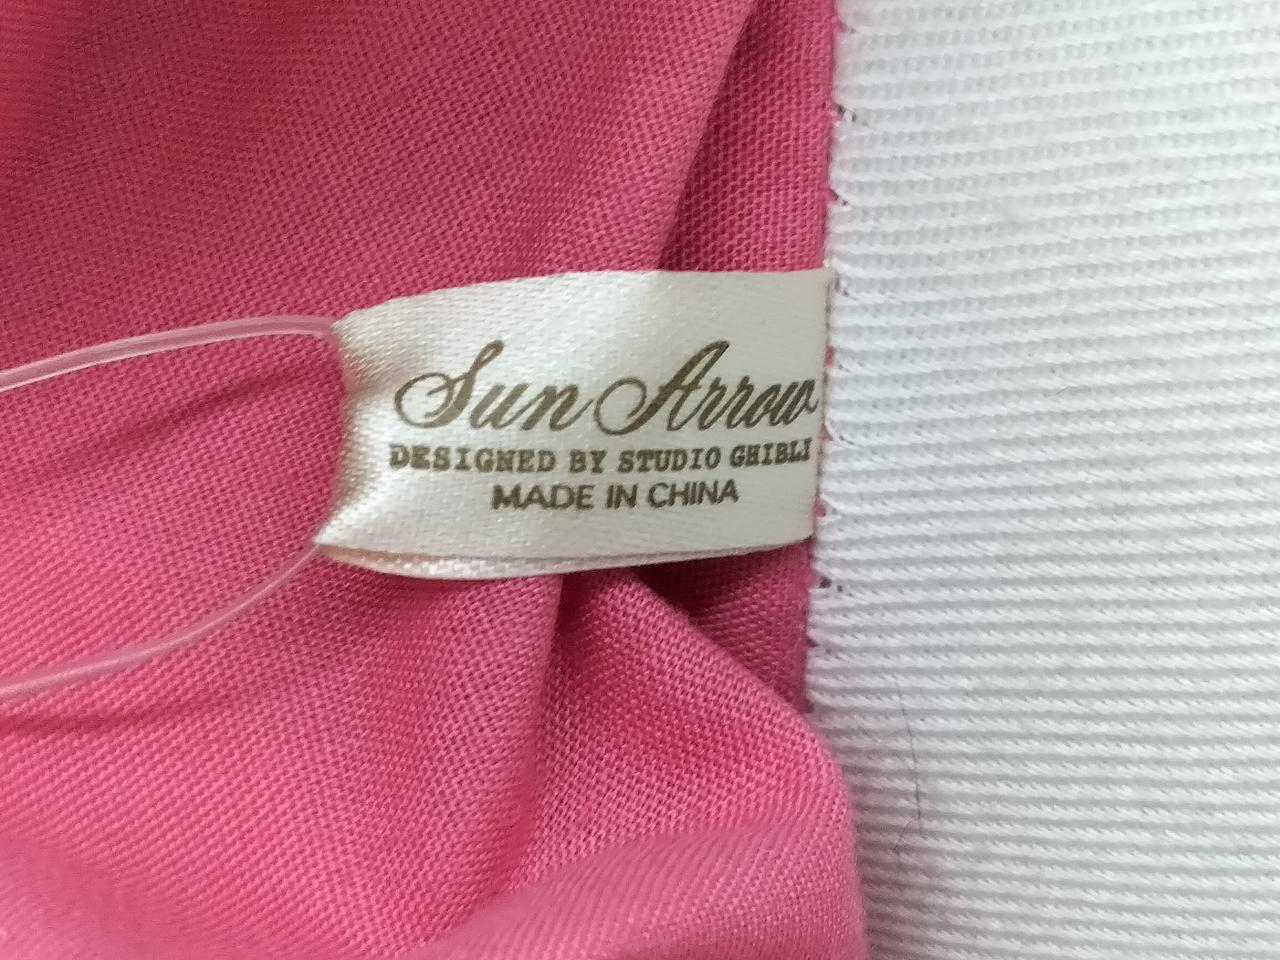 Sun Arrow
DESIGNED BY STUDIO GHIBLI
MADE IN CHINA